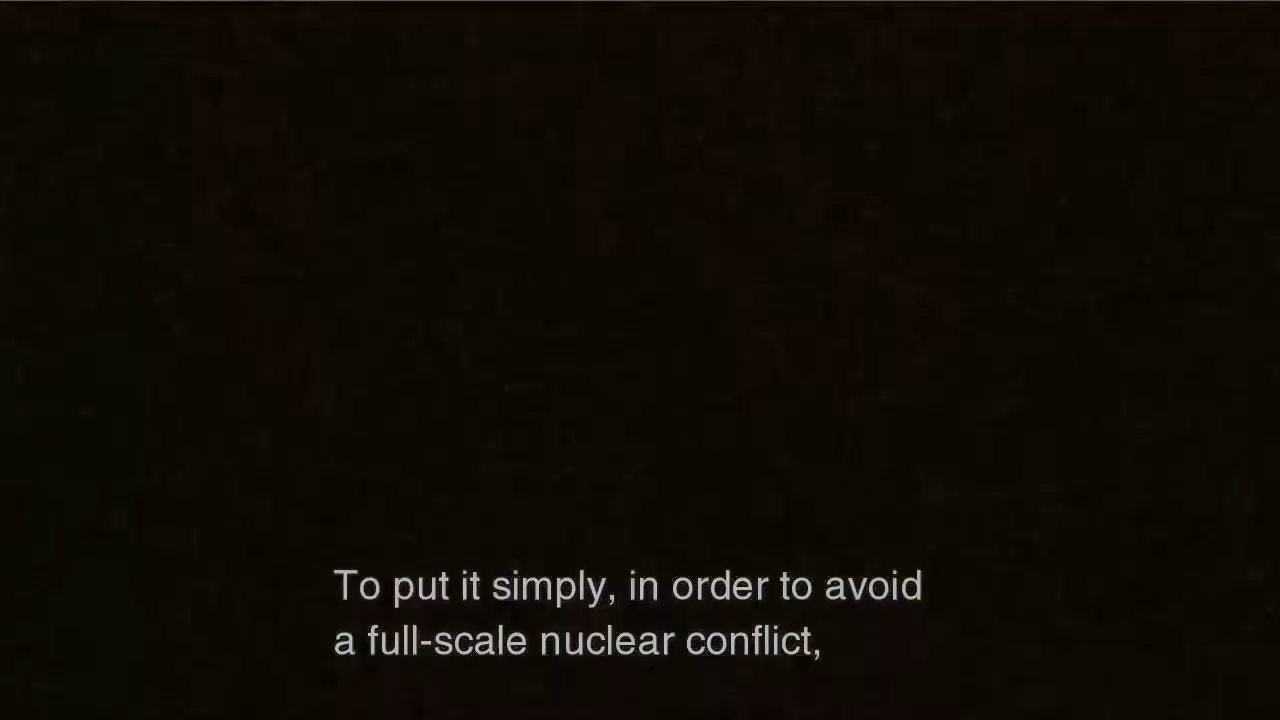 To put it simply, in order to avoid
a full-scale nuclear conflict,